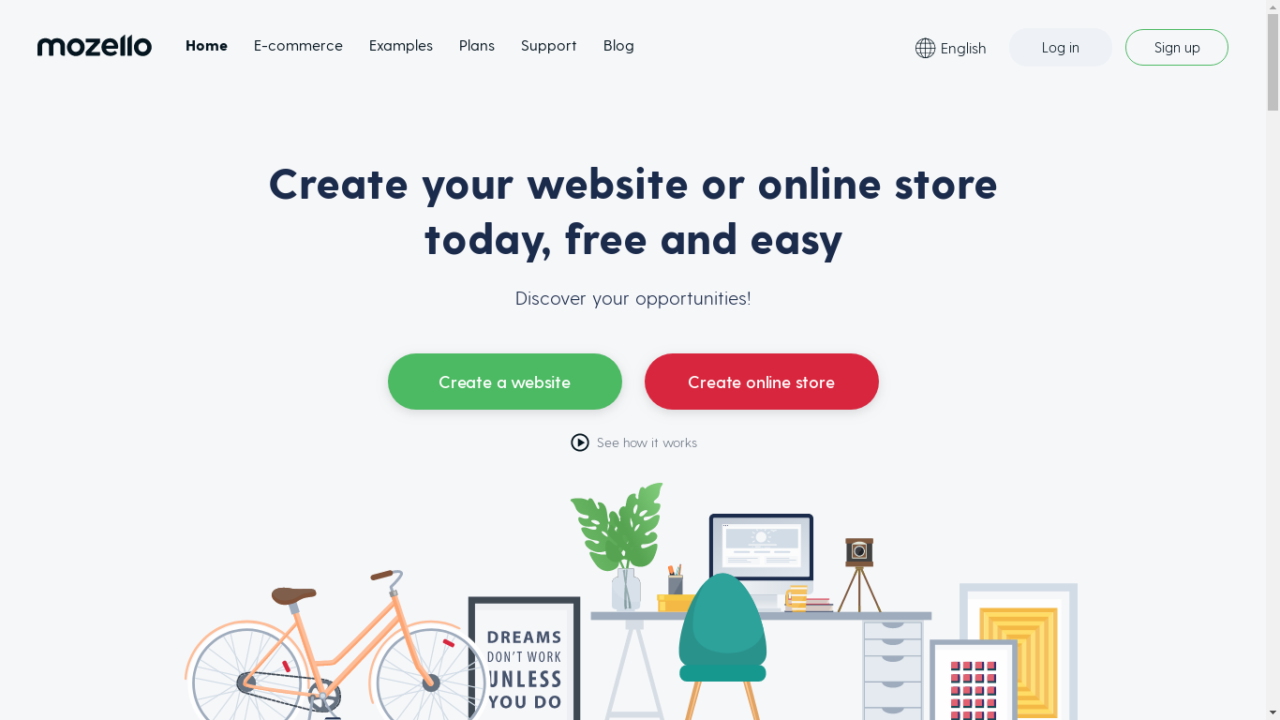 mozello
Home E-commerce Examples Plans Support Blog
English Log in Sign up
Create your website or online store
today, free and easy
Discover your opportunities!
Create a website Create online store
See how it works
DREAMS
DON'T WORK
UNLESS
YOU DO